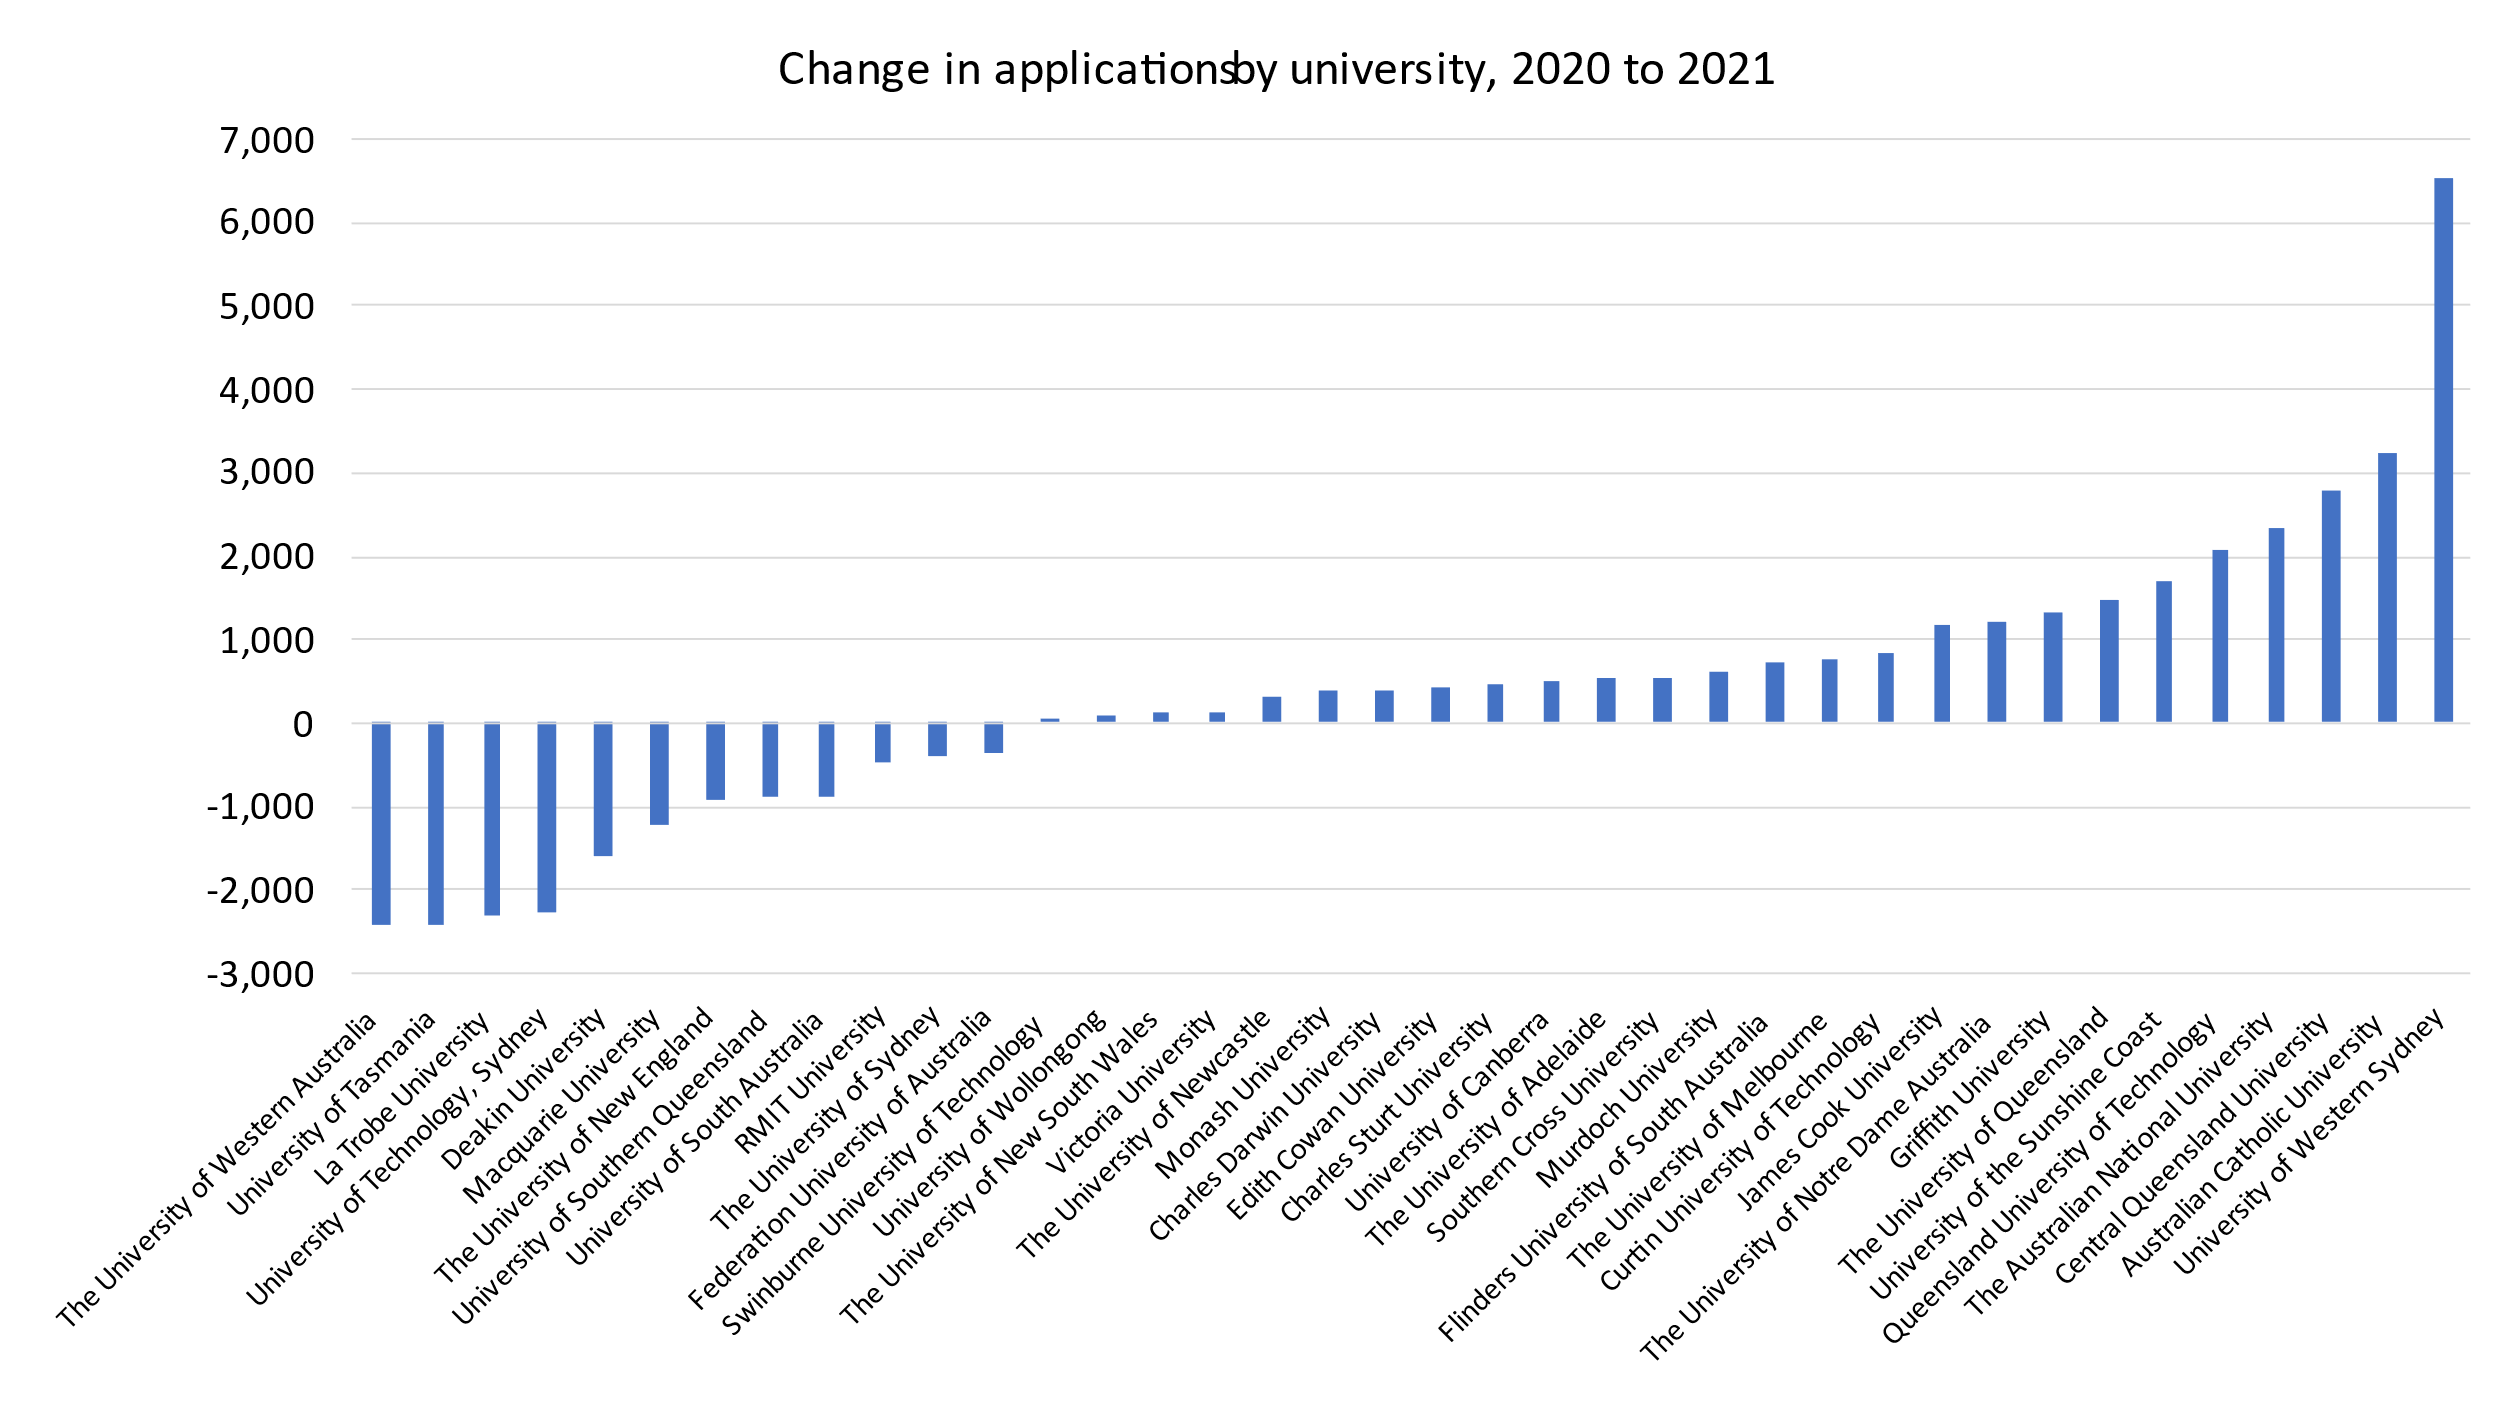 Change in applicationsby university, 2020 to 2021
7,000
6,000
5,000
4,000
3,000
2,000
1,000
0
-1,000
-2,000
-3,000
The University of Western Australia
University of Tasmania
La Trobe University
University of Technology, Sydney
Deakin University
Macquarie University
The University of New England
University of Southern Queensland
University of South Australia
RMIT University
The University of Sydney
Federation University of Australia
Swinburne University of Technology
University of Wollongong
The University of New South Wales
Victoria University
The University of Newcastle
Monash University
Charles Darwin University
Edith Cowan University
Charles Sturt University
University of Canberra
The University of Adelaide
Southern Cross University
Murdoch University
Flinders University of South Australia
The University of Melbourne
Curtin University of Technology
James Cook University
The University of Notre Dame Australia
Griffith University
The University of Queensland
University of the Sunshine Coast
Queensland University of Technology
The Australian National University
Central Queensland University
Australian Catholic University
University of Western Sydney